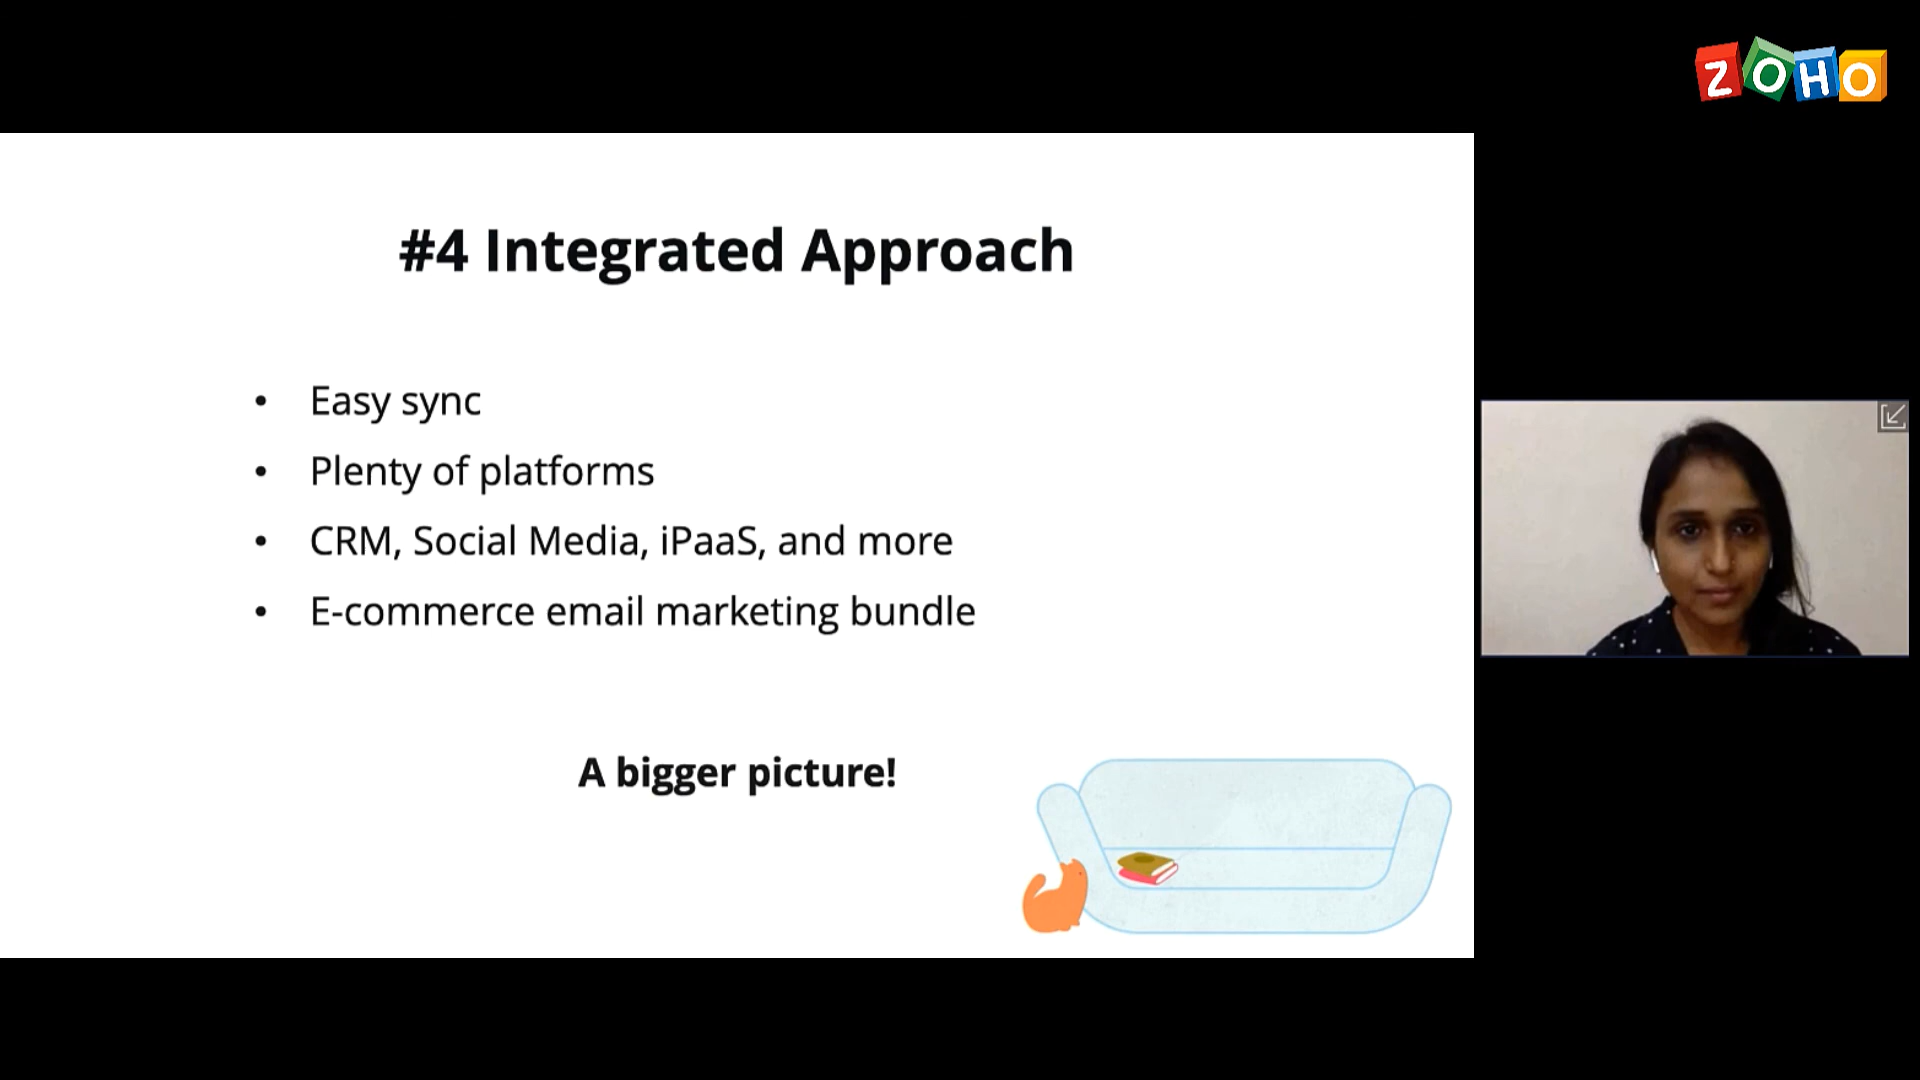 ZOHO
#4 Integrated Approach
• Easy sync
• Plenty of platforms
• CRM, Social Media, iPaaS, and more
• E-commerce email marketing bundle
A bigger picture!